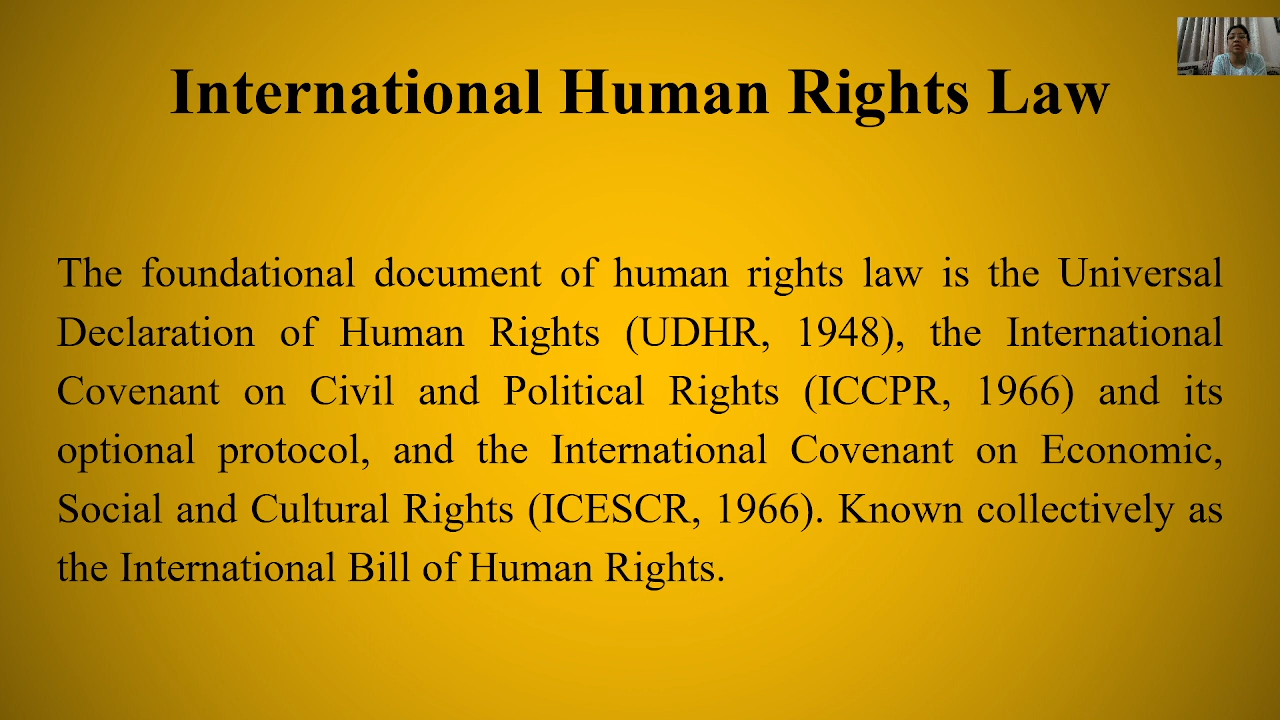 International Human Rights Law
The foundational document of human rights law is the Universal
Declaration of Human Rights (UDHR, 1948), the International
Covenant on Civil and Political Rights (ICCPR, 1966) and its
optional protocol, and the International Covenant on Economic,
Social and Cultural Rights (ICESCR, 1966). Known collectively as
the International Bill of Human Rights.